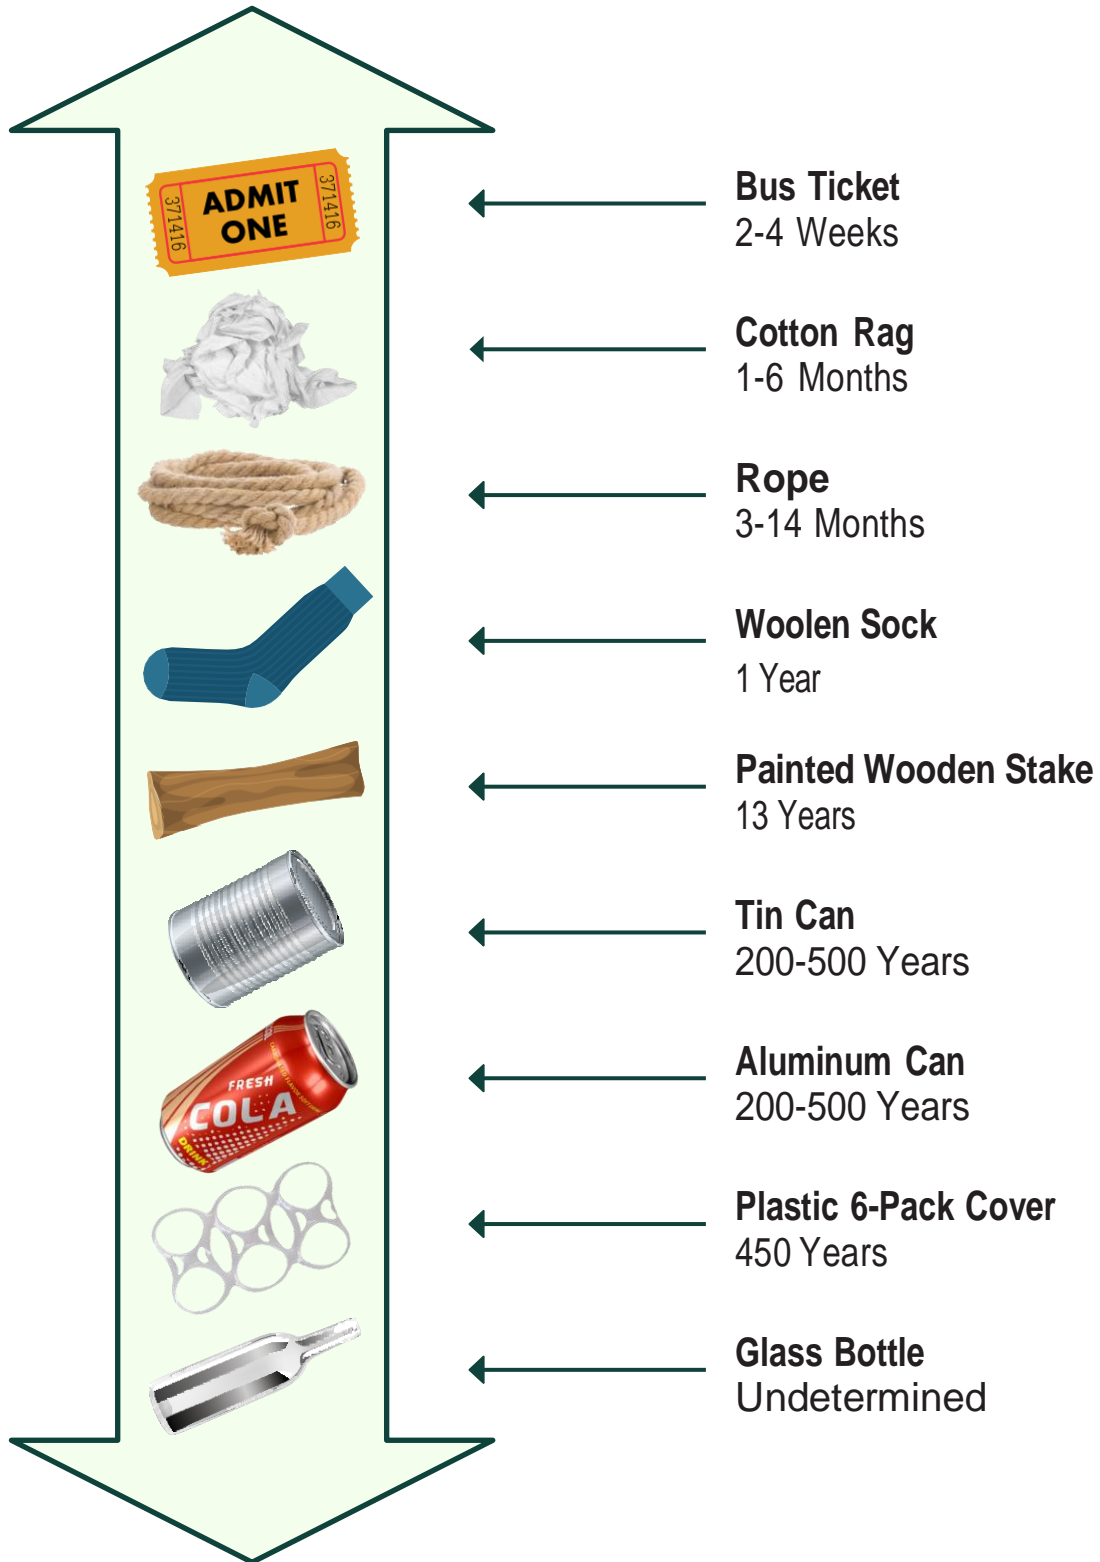 ADMIT
ONE
371416
371416
Bus Ticket
2-4 Weeks
Cotton Rag
1-6 Months
Rope
3-14 Months
Woolen Sock
1 Year
Painted Wooden Stake
13 Years
Tin Can
200-500 Years
FRESH
COLA
DRINK
Aluminum Can
200-500 Years
Plastic 6-Pack Cover
450 Years
Glass Bottle
Undetermined